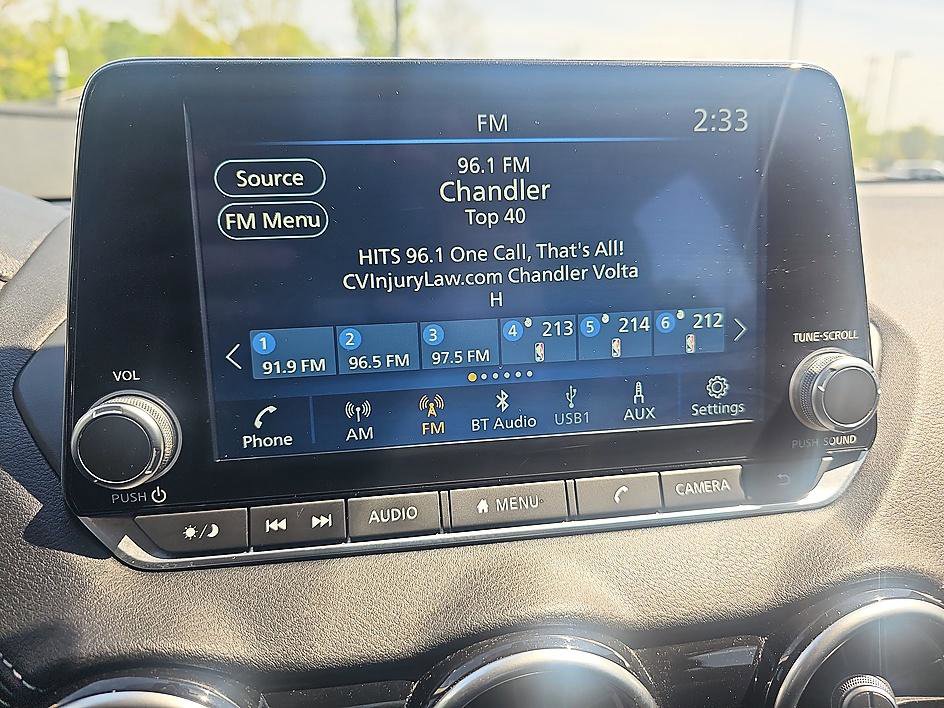 FM
2:33
Source
FM Menu
96.1 FM
Chandler
Top 40
HITS 96.1 One Call, That's All!
CVInjuryLaw.com Chandler Volta
H
1 91.9 FM
2 96.5 FM
3 97.5 FM
4 213
5 214
6 212
Phone
AM
FM
BT Audio
USB1
AUX
Settings
VOL
PUSH
TUNE·SCROLL
PUSH SOUND
AUDIO
MENU
CAMERA